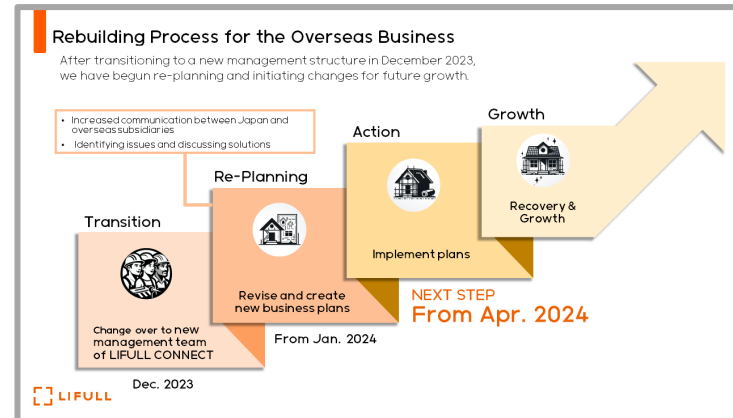 Rebuilding Process for the Overseas Business
After transitioning to a new management structure in December 2023,
we have begun re-planning and initiating changes for future growth.
• Increased communication between Japan and
overseas subsidiaries
• Identifying issues and discussing solutions
Growth
Action
Re-Planning
Transition
Recovery &
Growth
Implement plans
Revise and create
new business plans
Change over to new
management team
of LIFULL CONNECT
NEXT STEP
From Apr. 2024
From Jan. 2024
Dec. 2023
LIFULL